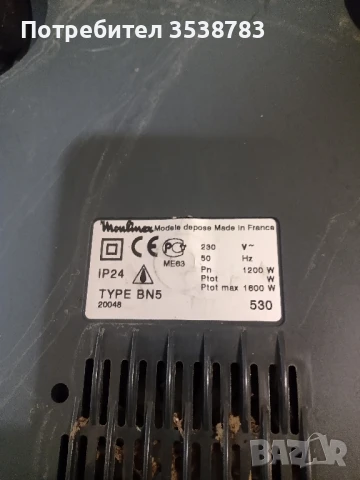 Потребител 3538783
Moulinex Modele depose Made in France
230 V~
50 Hz
ME63
Pn 1200 W
IP24
Ptot W
Ptot max 1600 W
TYPE BN5
20048
530
BAZAR